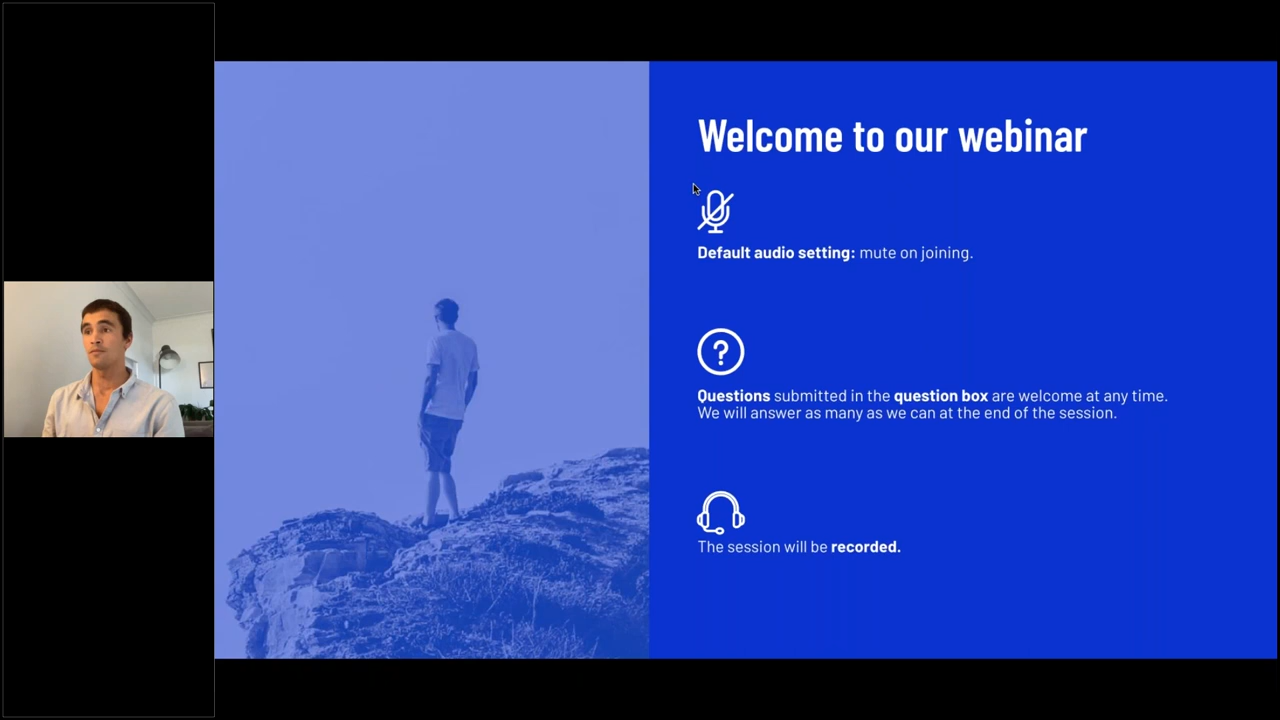 Welcome to our webinar
Default audio setting: mute on joining.
Questions submitted in the question box are welcome at any time.
We will answer as many as we can at the end of the session.
The session will be recorded.